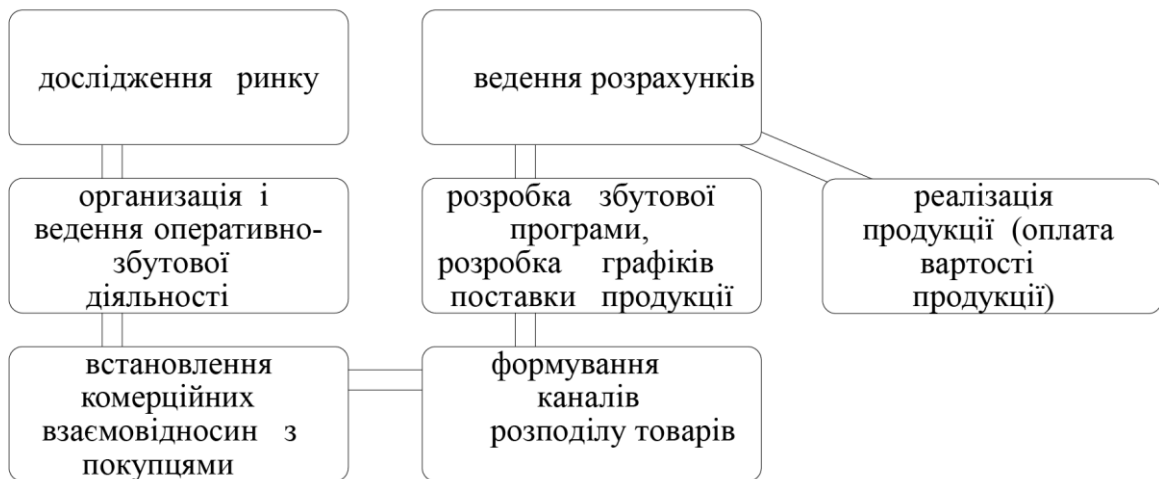 дослідження ринку
організація і
ведення оперативно-
збутової
діяльності
встановлення
комерційних
взаємовідносин з
покупцями
формування
каналів
розподілу товарів
розробка збутової
програми,
розробка графіків
поставки продукції
ведення розрахунків
реалізація
продукції (оплата
вартості
продукції)